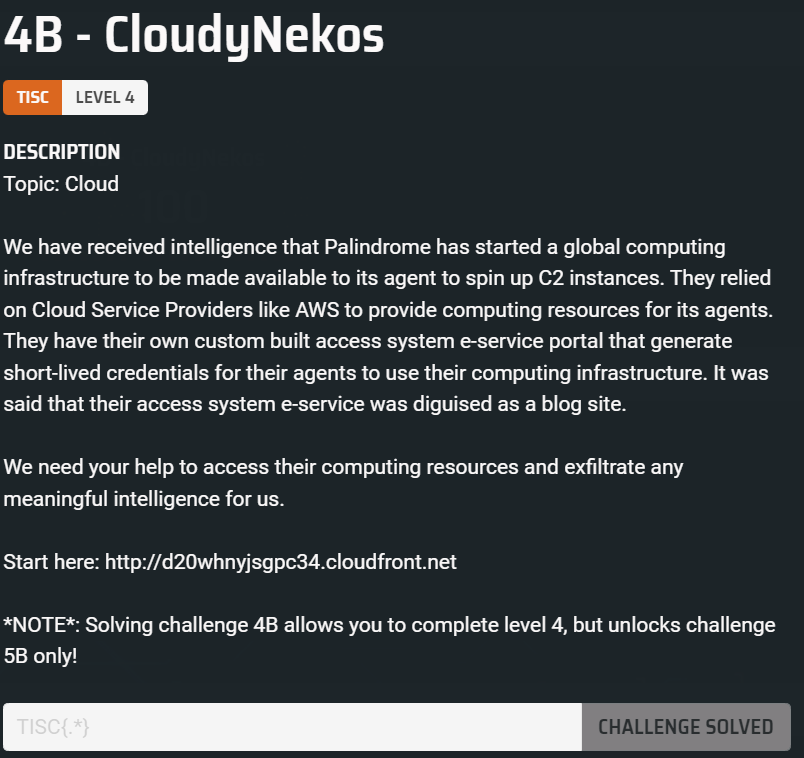 4B - CloudyNekos
TISC LEVEL 4
DESCRIPTION
Topic: Cloud
We have received intelligence that Palindrome has started a global computing
infrastructure to be made available to its agent to spin up C2 instances. They relied
on Cloud Service Providers like AWS to provide computing resources for its agents.
They have their own custom built access system e-service portal that generate
short-lived credentials for their agents to use their computing infrastructure. It was
said that their access system e-service was diguised as a blog site.
We need your help to access their computing resources and exfiltrate any
meaningful intelligence for us.
Start here: http://d20whnyjsgpc34.cloudfront.net
*NOTE*: Solving challenge 4B allows you to complete level 4, but unlocks challenge
5B only!
TISC{.*} CHALLENGE SOLVED